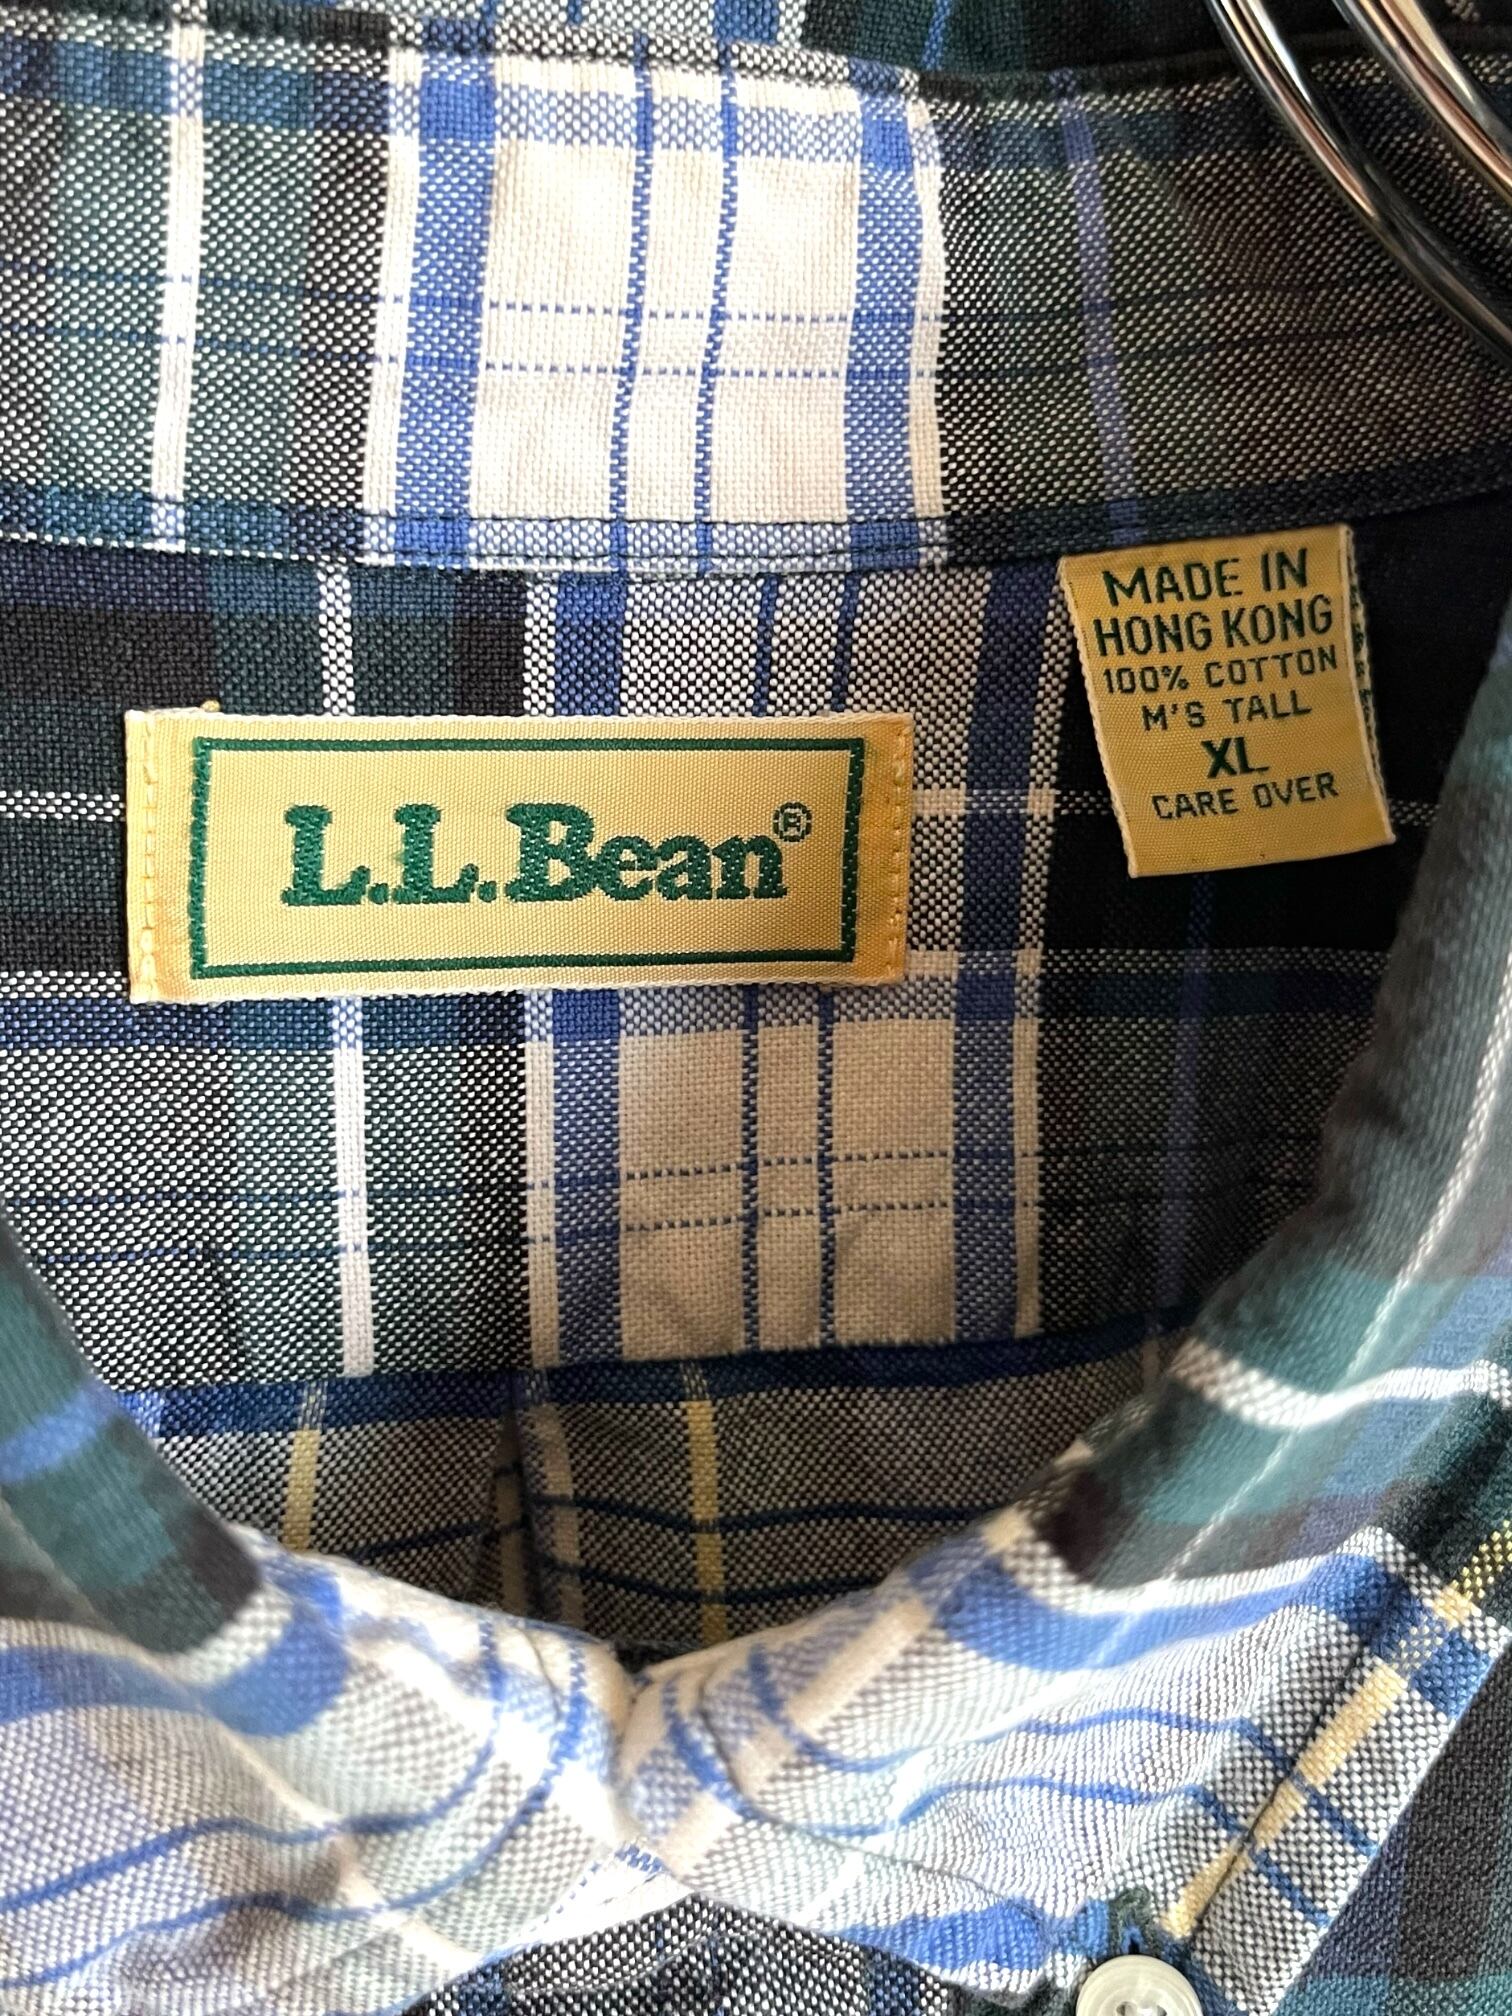 L.L.Bean®
MADE IN
HONG KONG
100% COTTON
M'S TALL
XL
CARE OVER